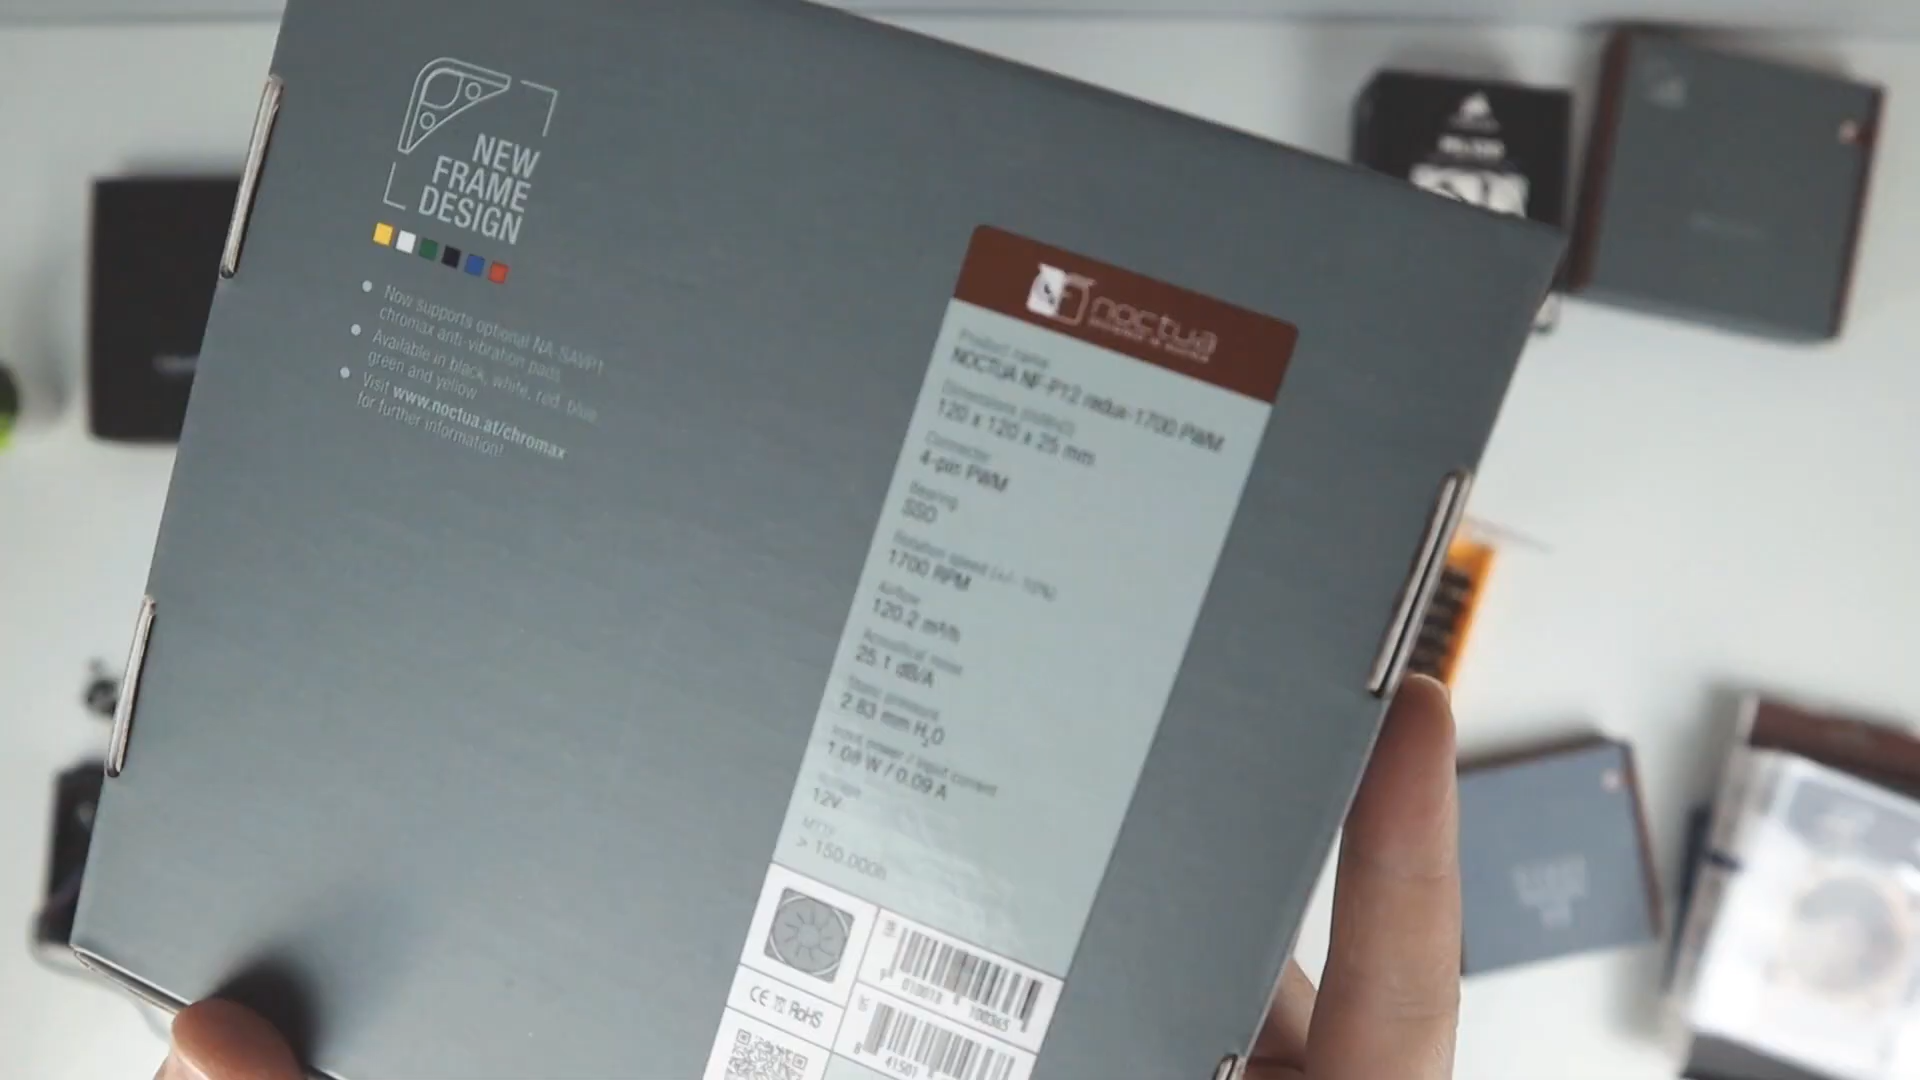 NEW
FRAME
DESIGN
Now supports optional NA-SAVP1
chromax anti-vibration pads
Available in black, white, red, blue
green and yellow
Visit www.noctua.at/chromax
for further information!
noctua
Product name
NOCTUA NF-P12 redux-1700 PWM
120 x 120 x 25 mm
Connector
4-pin PWM
Bearing
SSO
Rotation speed (+/- 10%)
1700 RPM
Airflow
120.2 m³/h
Acoustical noise
25.1 dB/A
Static pressure
2.83 mm H₂O
Input power / input current
1.08 W / 0.09 A
Voltage
12V
MTTF
> 150.000h
CE RoHS